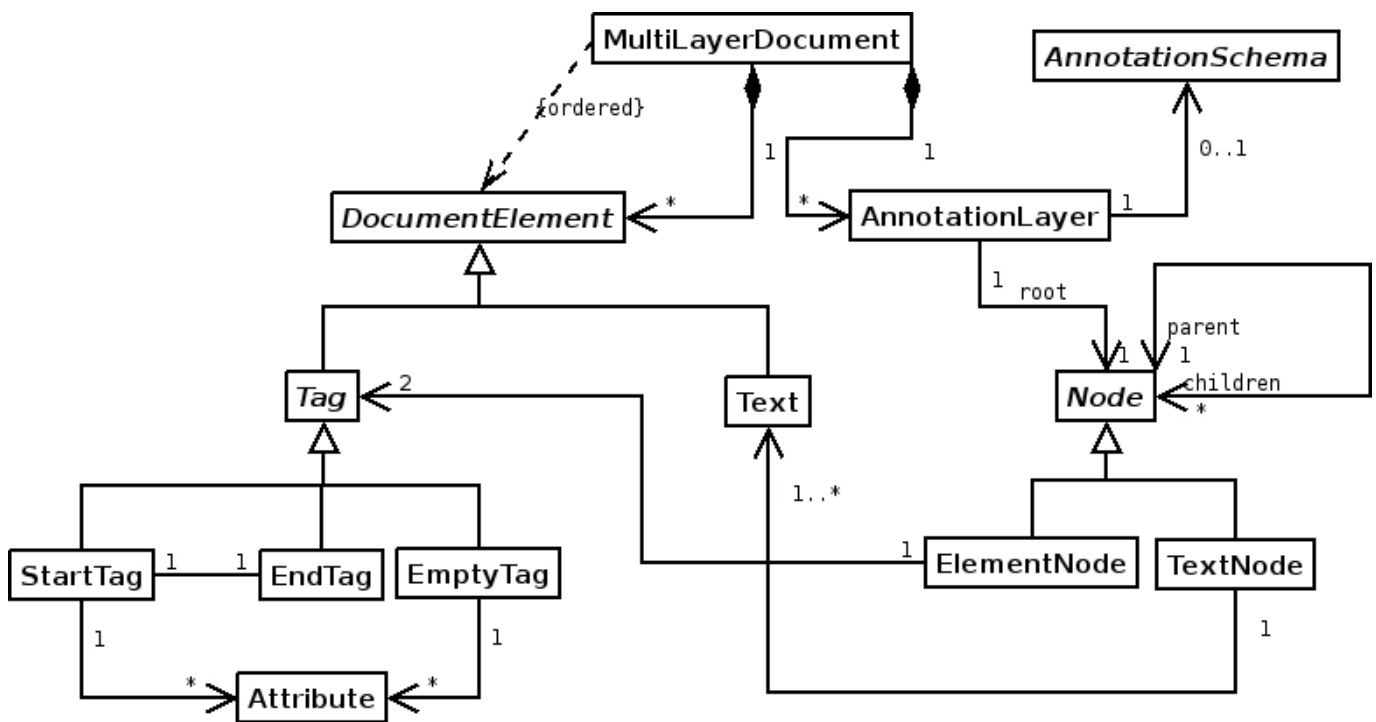 MultiLayerDocument
AnnotationSchema
{ordered}
1
1
0..1
DocumentElement
*
*
AnnotationLayer
1
1
root
parent
1
1
Tag
2
Text
Node
children
*
1..*
StartTag
1
1
EndTag
EmptyTag
1
ElementNode
TextNode
1
1
1
*
Attribute
*